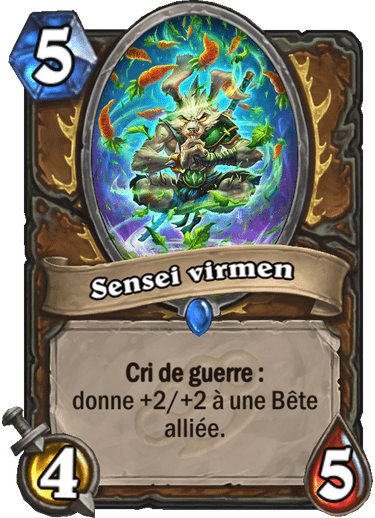 5
Sensei virmen
Cri de guerre :
donne +2/+2 à une Bête
alliée.
4
5